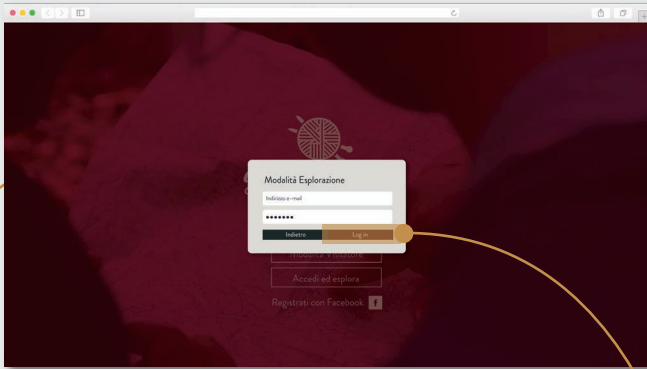 Modalità Esplorazione
Indirizzo e-mail
•••••••
Indietro
Log in
Modalità Visitatore
Accedi ed esplora
Registrati con Facebook f